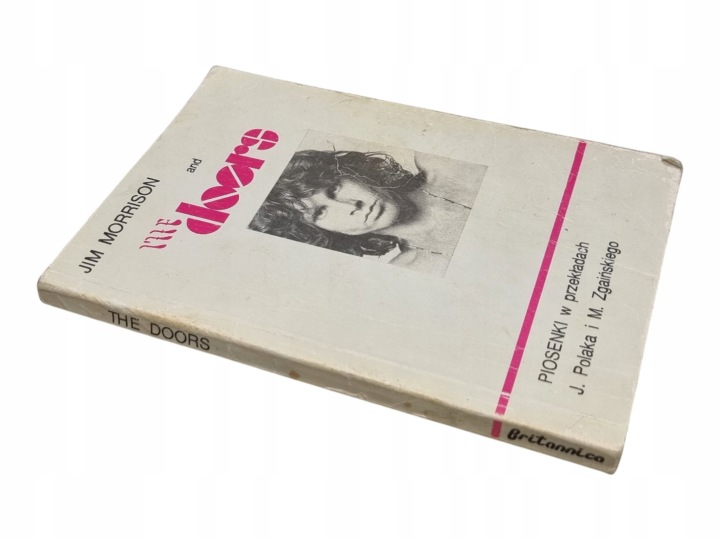 JIM MORRISON
and
THE
doors
PIOSENKI w przekładach
J. Polaka i M. Zgaińskiego
THE DOORS
Britannica